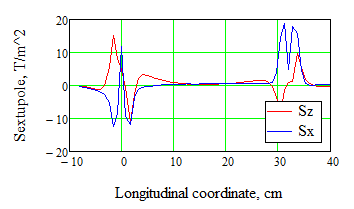 Sextupole, T/m^2
20
10
0
− 10
− 20
− 10
0
10
20
30
40
Sz
Sx
Longitudinal coordinate, cm